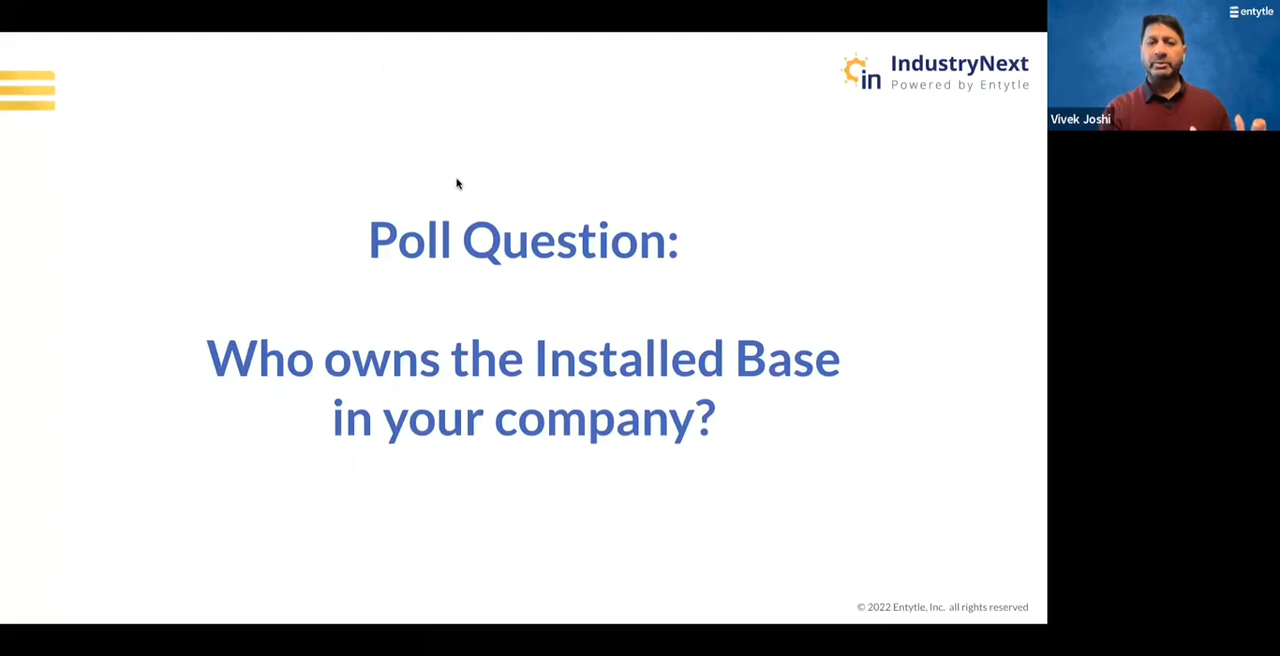 IndustryNext
in
Powered by Entytle
Poll Question:
Who owns the Installed Base
in your company?
© 2022 Entytle, Inc. all rights reserved
entytle
Vivek Joshi